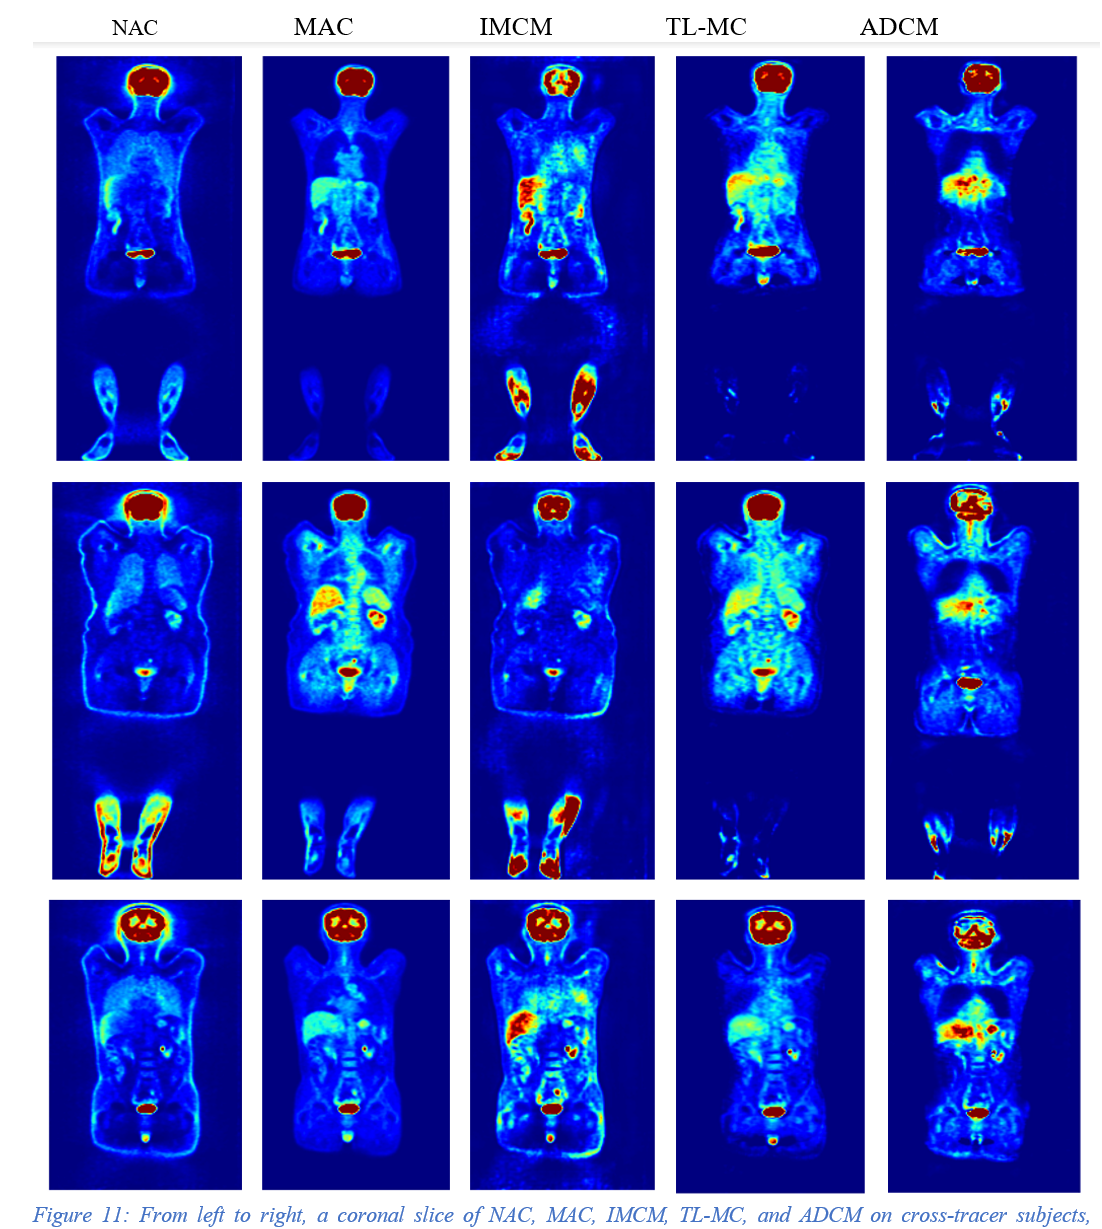 NAC MAC IMCM TL-MC ADCM
Figure 11: From left to right, a coronal slice of NAC, MAC, IMCM, TL-MC, and ADCM on cross-tracer subjects,